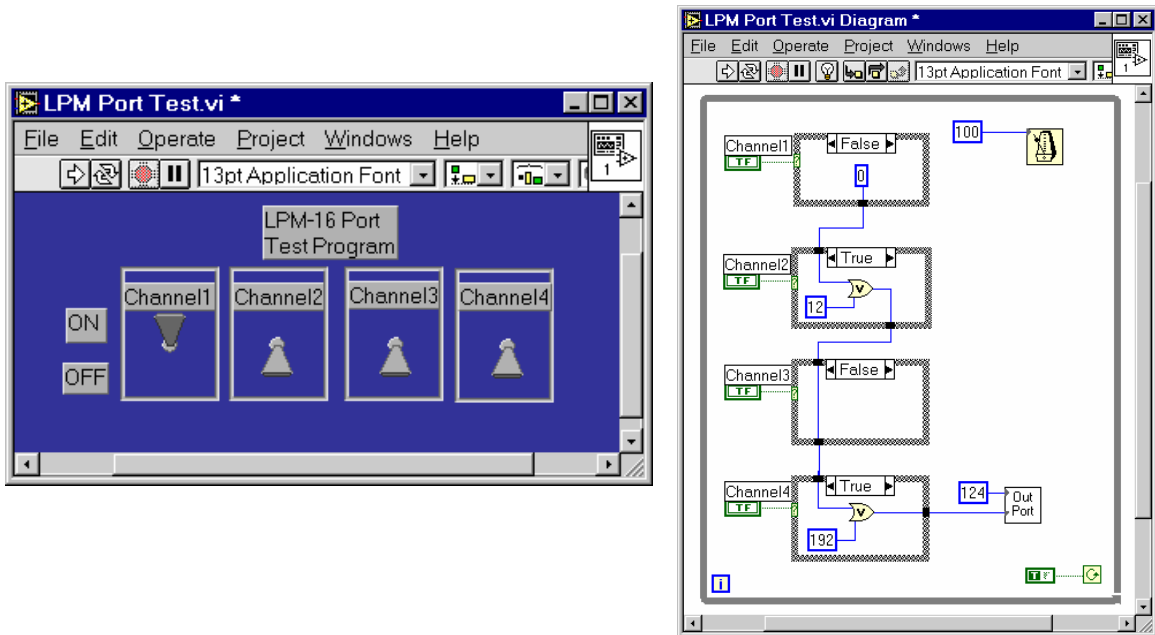 LPM Port Test.vi *
File Edit Operate Project Windows Help
13pt Application Font
1
LPM-16 Port
Test Program
Channel1 Channel2 Channel3 Channel4
ON
OFF
LPM Port Test.vi Diagram *
File Edit Operate Project Windows Help
13pt Application Font
1
Channel1
TF
?
False
0
100
Channel2
TF
?
True
V
12
Channel3
TF
?
False
Channel4
TF
?
True
V
192
124
Out
Port
i
T